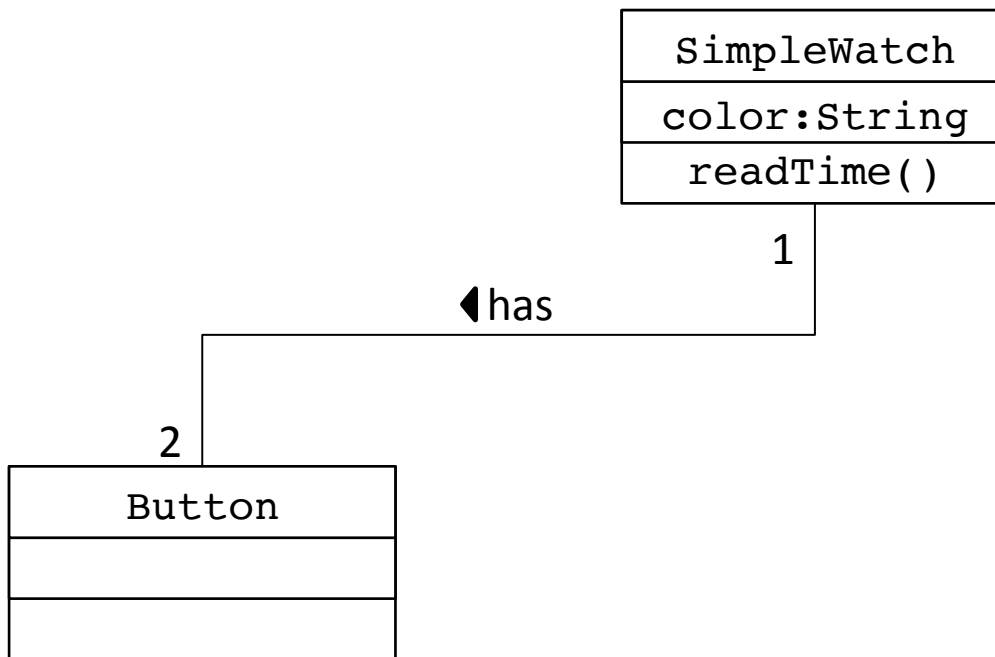 SimpleWatch
color:String
readTime()
1
has
2
Button